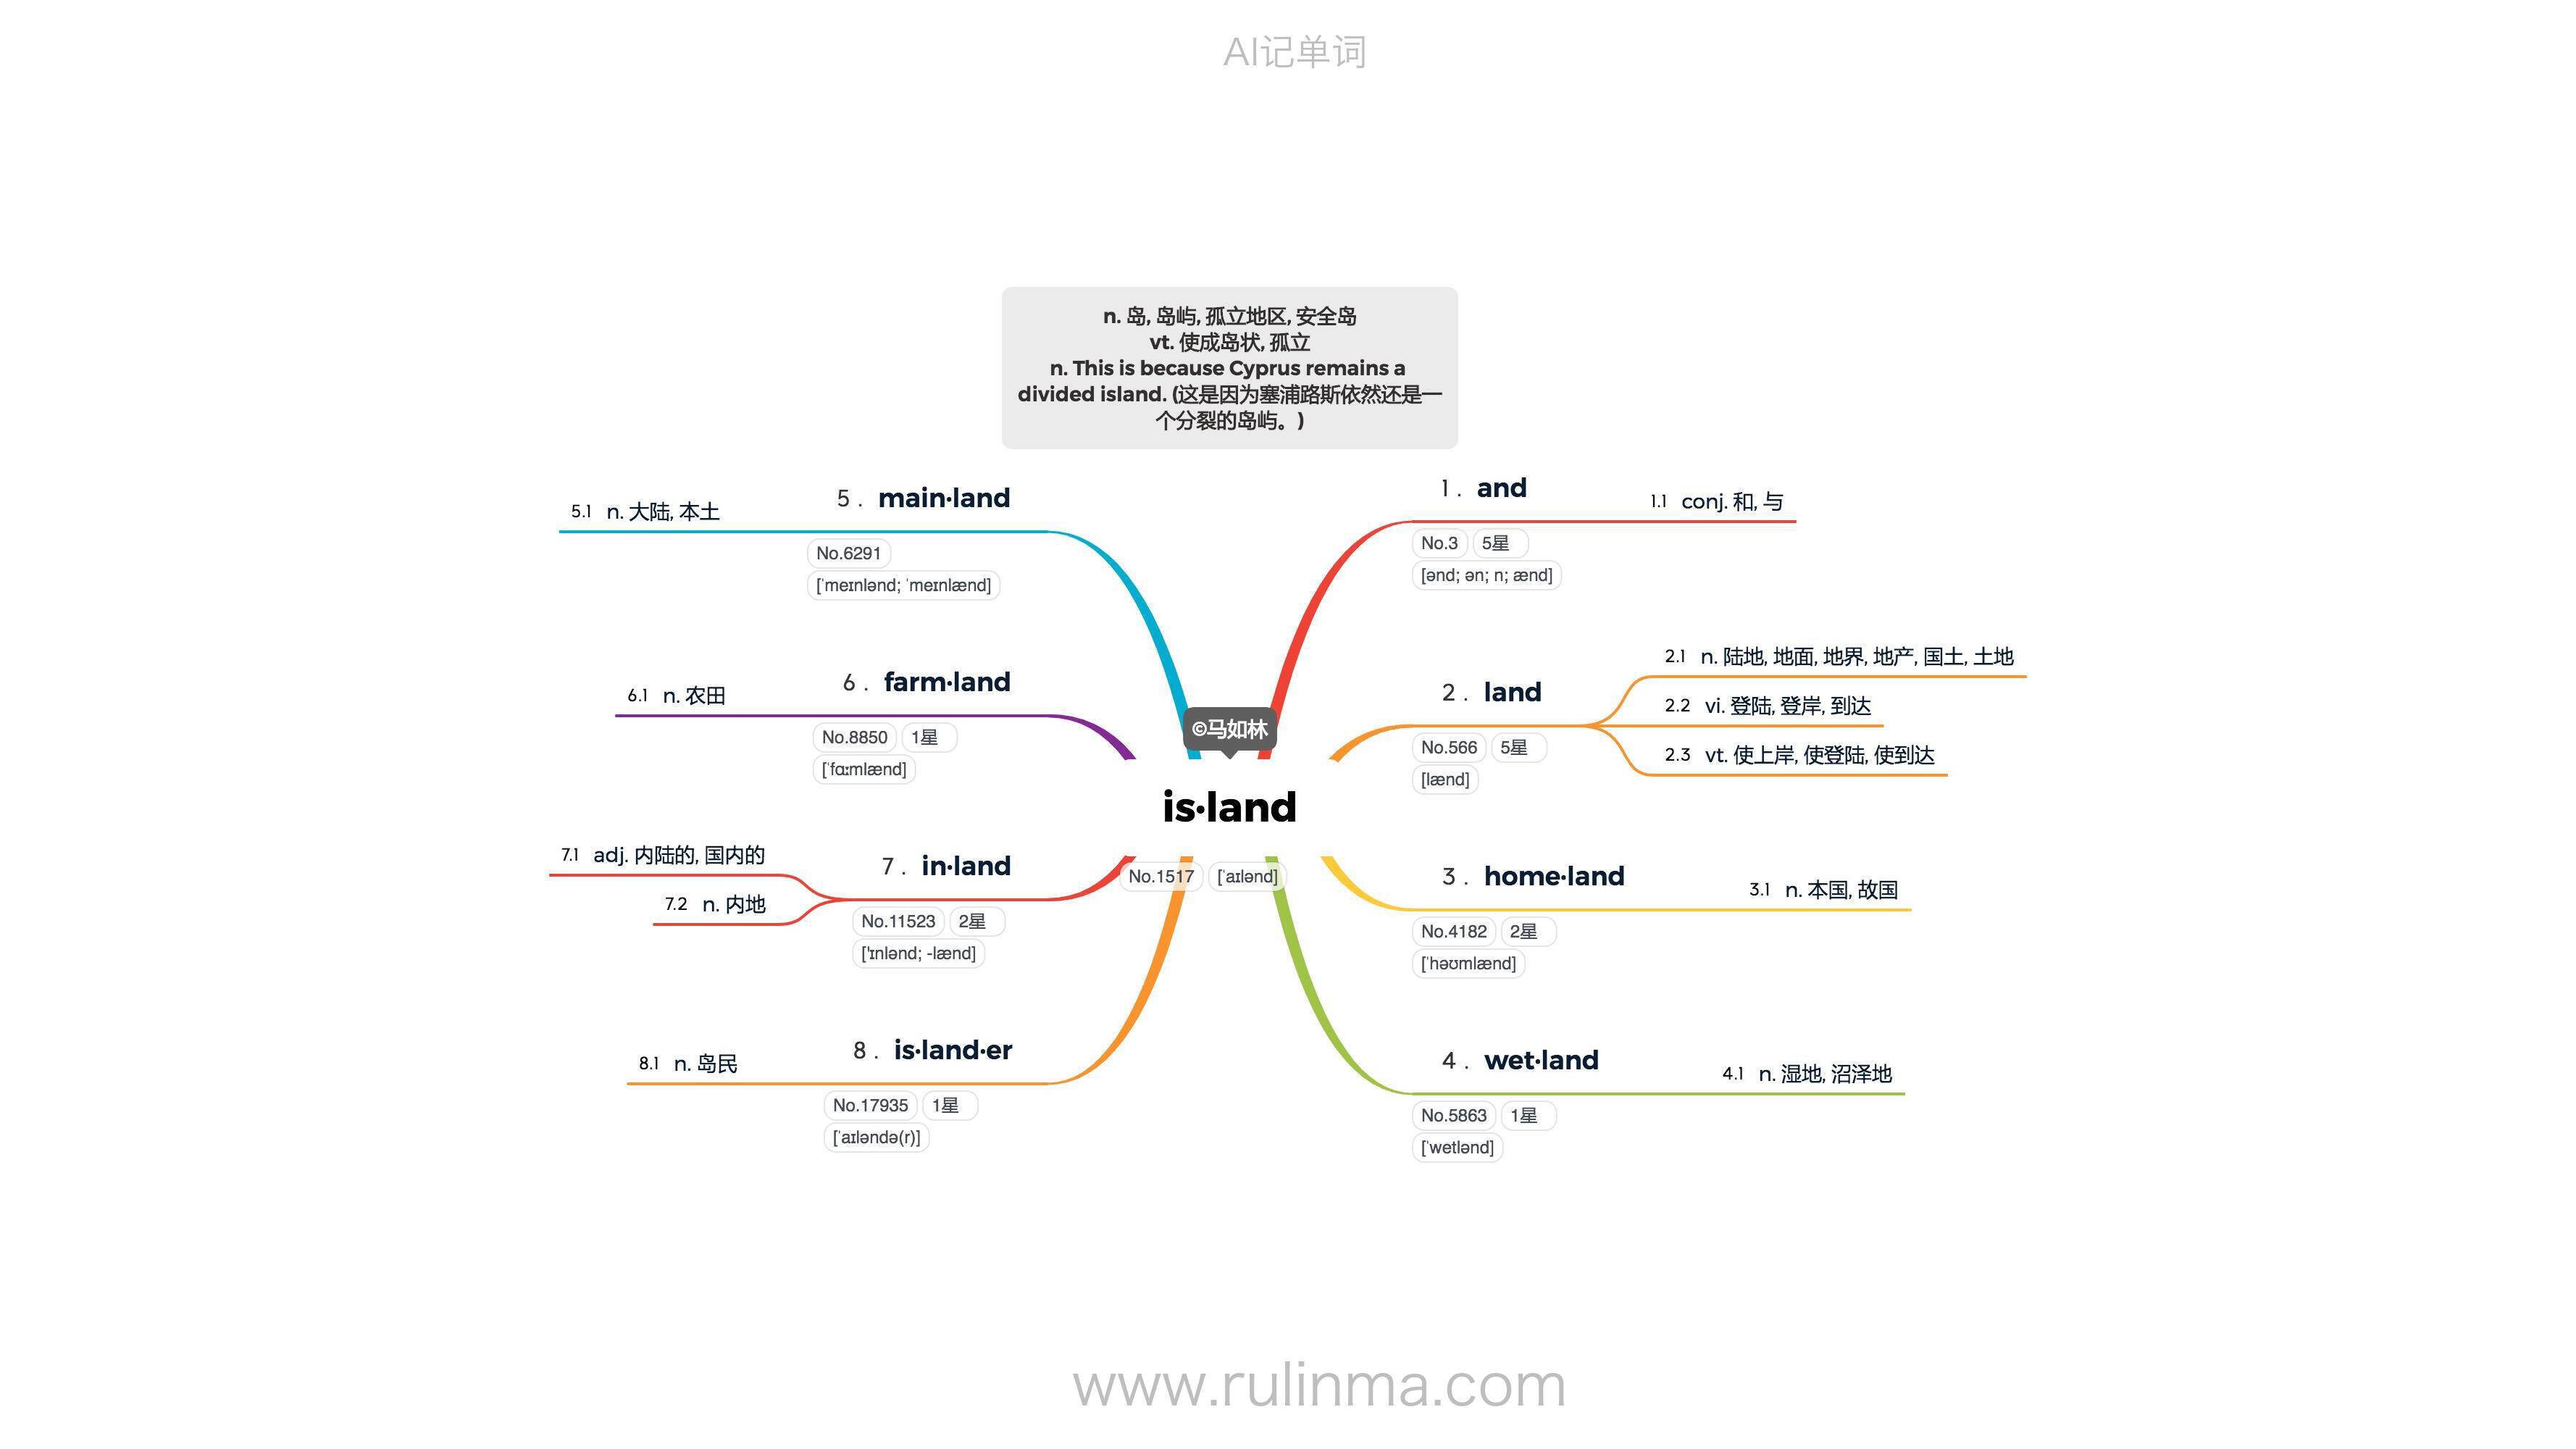 AI记单词
n. 岛, 岛屿, 孤立地区, 安全岛
vt. 使成岛状, 孤立
n. This is because Cyprus remains a
divided island. (这是因为塞浦路斯依然还是一
个分裂的岛屿。)
©马如林
is·land
No.1517 [ˈaɪlənd]
1 . and
No.3 5星
[ənd; ən; n; ænd]
1.1 conj. 和, 与
2 . land
No.566 5星
[lænd]
2.1 n. 陆地, 地面, 地界, 地产, 国土, 土地
2.2 vi. 登陆, 登岸, 到达
2.3 vt. 使上岸, 使登陆, 使到达
3 . home·land
No.4182 2星
[ˈhəʊmlænd]
3.1 n. 本国, 故国
4 . wet·land
No.5863 1星
[ˈwetlənd]
4.1 n. 湿地, 沼泽地
5 . main·land
No.6291
[ˈmeɪnlənd; ˈmeɪnlænd]
5.1 n. 大陆, 本土
6 . farm·land
No.8850 1星
[ˈfɑːmlænd]
6.1 n. 农田
7 . in·land
No.11523 2星
['ɪnlənd; -lænd]
7.1 adj. 内陆的, 国内的
7.2 n. 内地
8 . is·land·er
No.17935 1星
[ˈaɪləndə(r)]
8.1 n. 岛民
www.rulinma.com